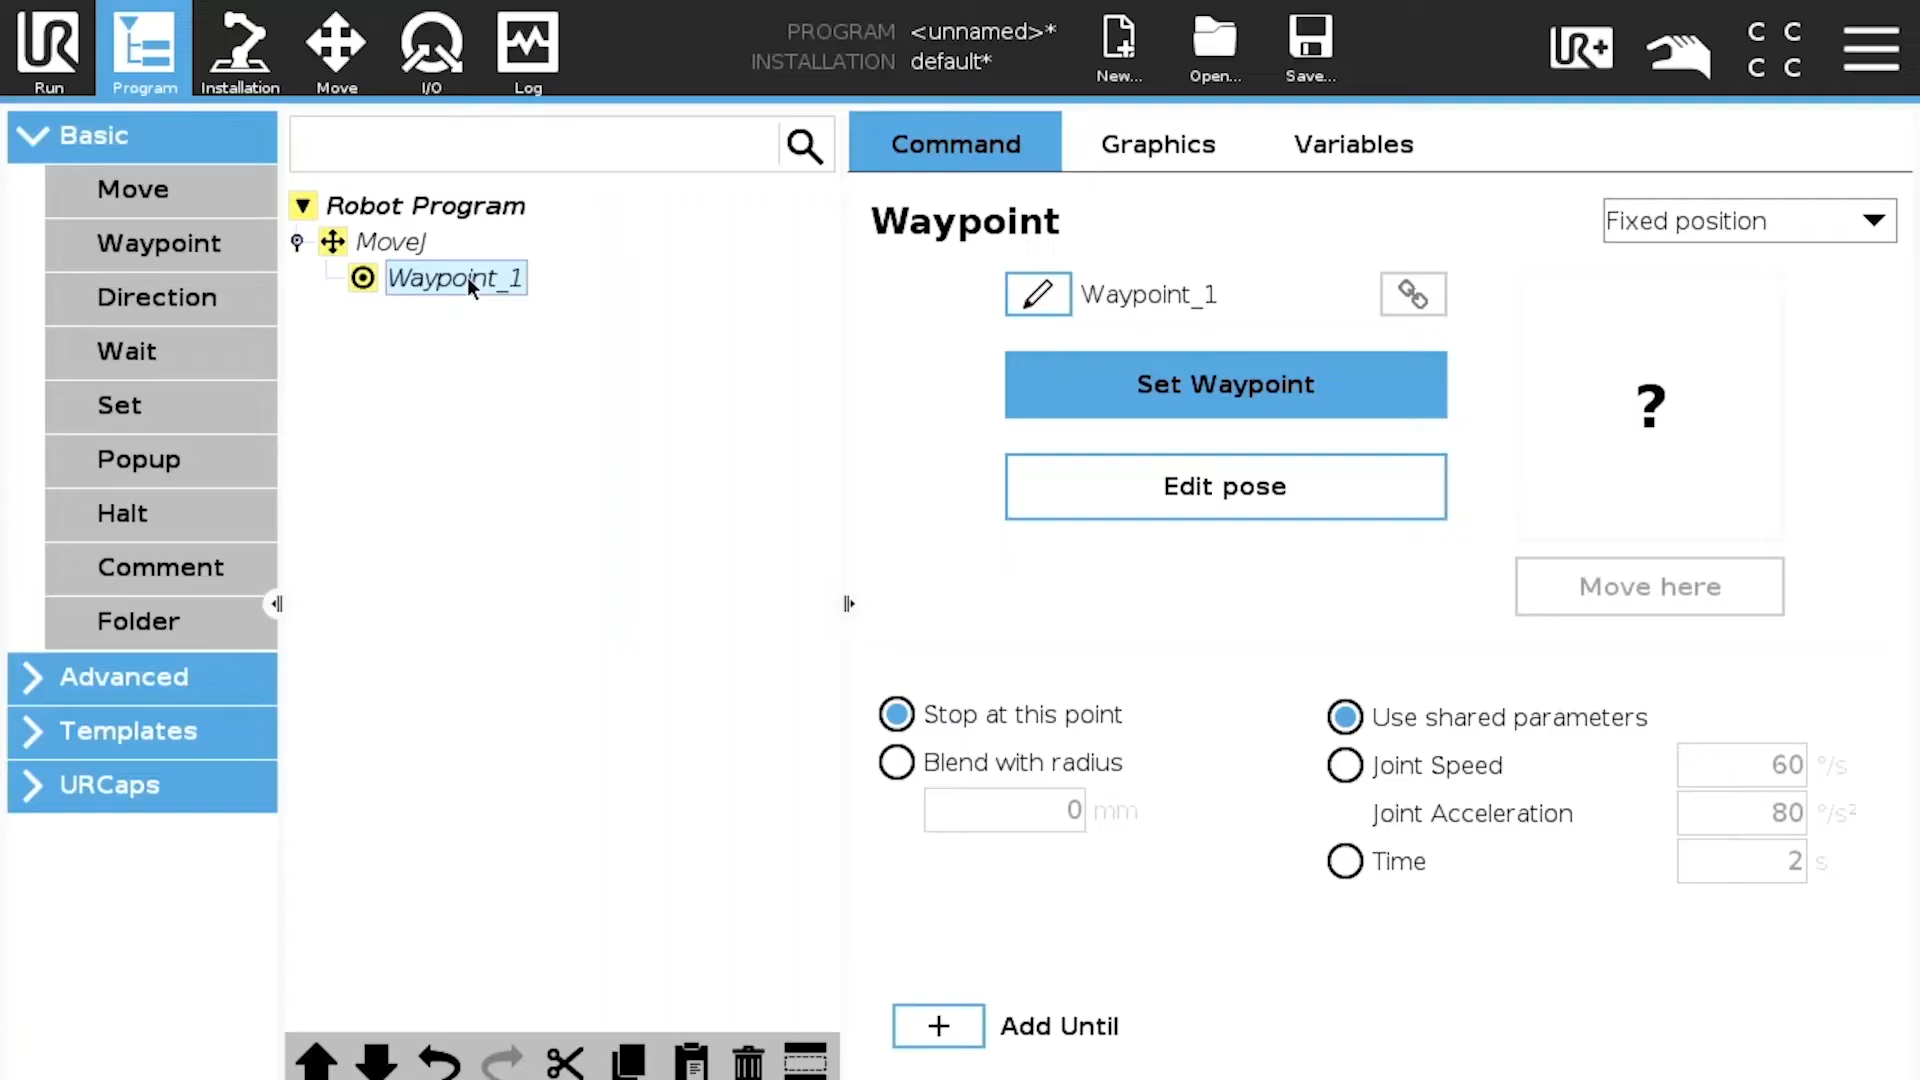 Run
Program
Installation
Move
I/O
Log
PROGRAM <unnamed>*
INSTALLATION default*
New...
Open...
Save...
UR+
C C
C C
Basic
Move
Waypoint
Direction
Wait
Set
Popup
Halt
Comment
Folder
Advanced
Templates
URCaps
Robot Program
MoveJ
Waypoint_1
Command
Graphics
Variables
Waypoint
Fixed position
Waypoint_1
Set Waypoint
Edit pose
?
Move here
Stop at this point
Blend with radius
0 mm
Use shared parameters
Joint Speed 60 °/s
Joint Acceleration 80 °/s²
Time 2 s
+ Add Until